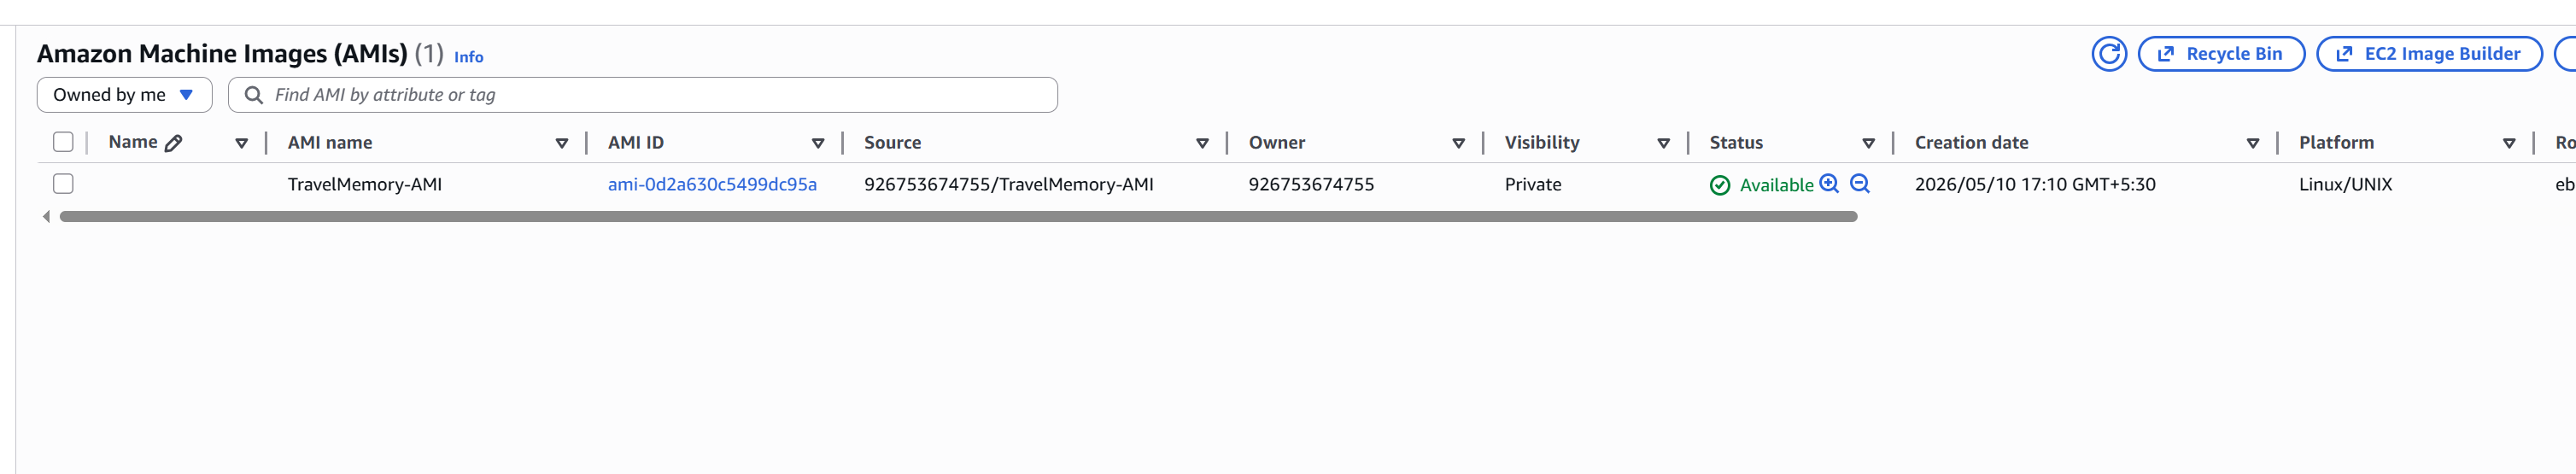 Amazon Machine Images (AMIs) (1) Info
Recycle Bin
EC2 Image Builder
Owned by me
Find AMI by attribute or tag
Name AMI name AMI ID Source Owner Visibility Status Creation date Platform Ro
TravelMemory-AMI ami-0d2a630c5499dc95a 926753674755/TravelMemory-AMI 926753674755 Private Available 2026/05/10 17:10 GMT+5:30 Linux/UNIX eb